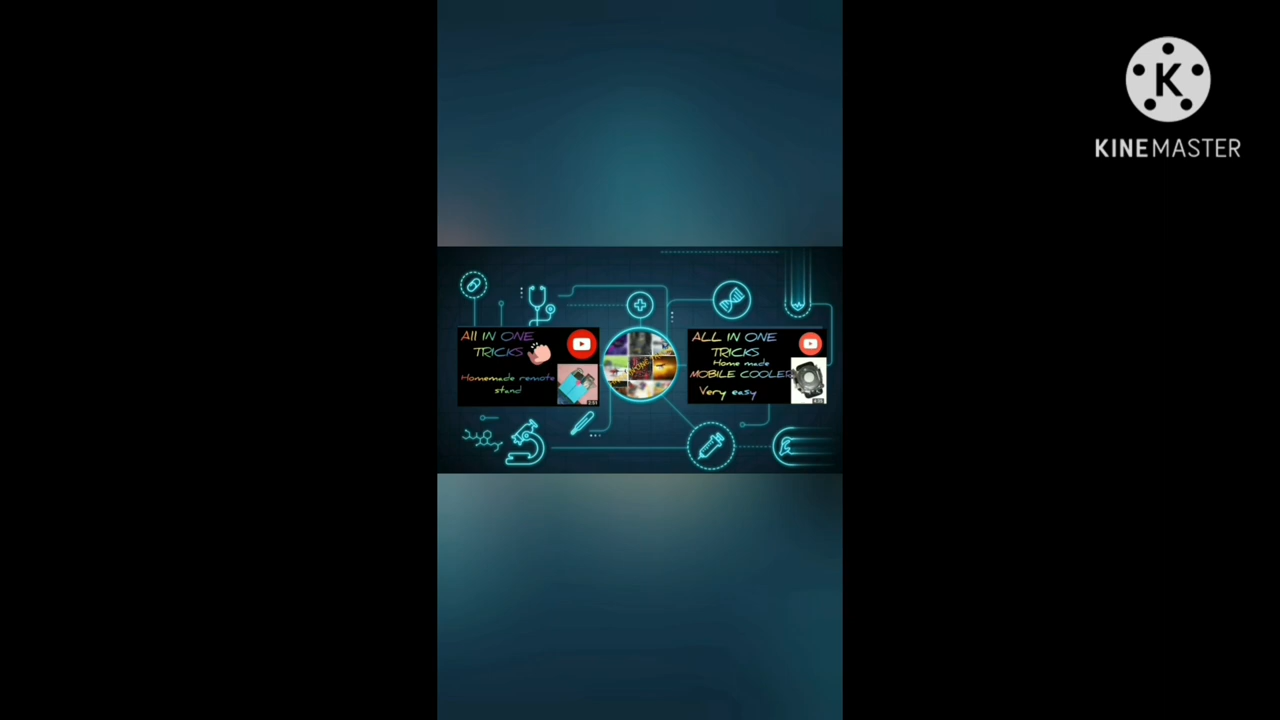 K
KINEMASTER
All IN ONE
TRICKS
Homemade remote
stand
ALL IN ONE
TRICKS
Home made
MOBILE COOLER
Very easy